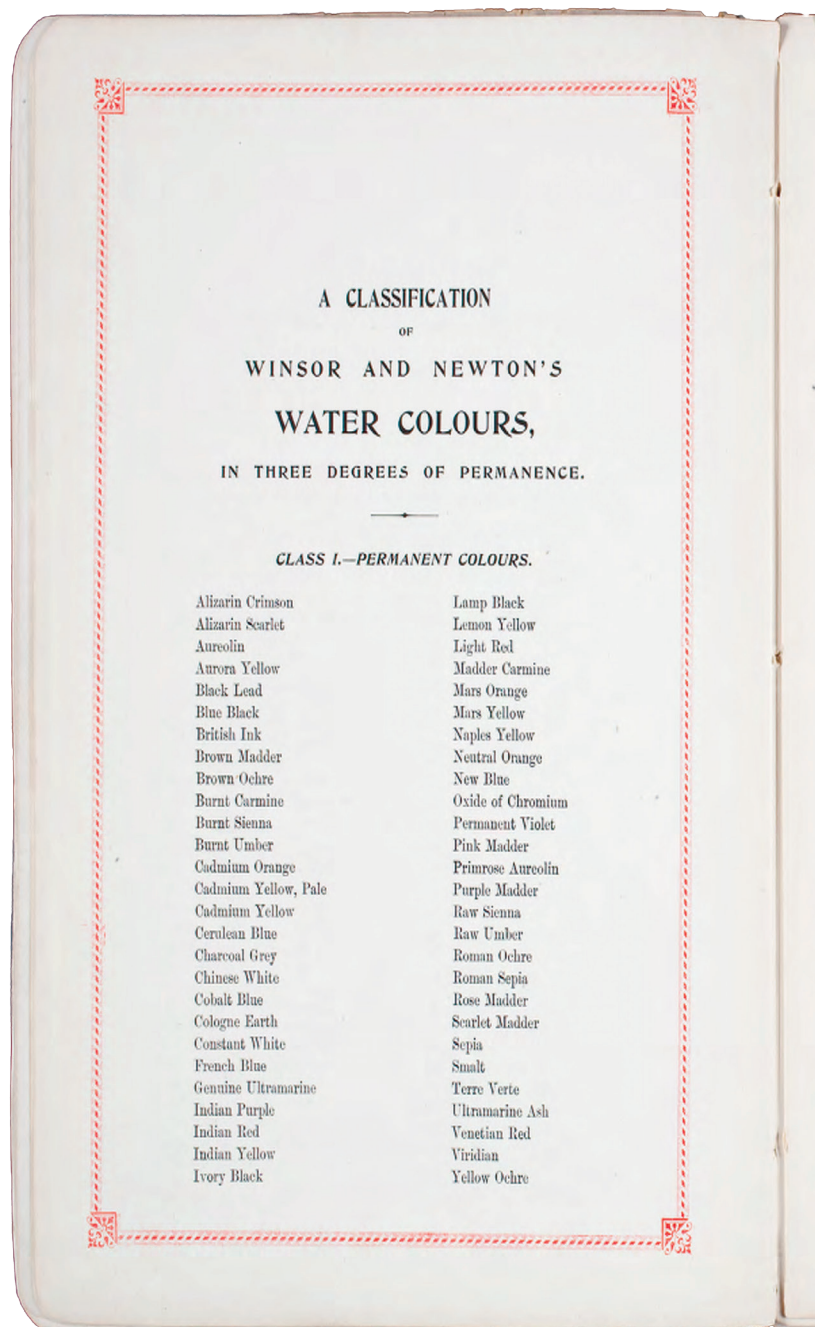 A CLASSIFICATION
OF
WINSOR AND NEWTON'S
WATER COLOURS,
IN THREE DEGREES OF PERMANENCE.
CLASS I.—PERMANENT COLOURS.
Alizarin Crimson
Alizarin Scarlet
Aureolin
Aurora Yellow
Black Lead
Blue Black
British Ink
Brown Madder
Brown Ochre
Burnt Carmine
Burnt Sienna
Burnt Umber
Cadmium Orange
Cadmium Yellow, Pale
Cadmium Yellow
Cerulean Blue
Charcoal Grey
Chinese White
Cobalt Blue
Cologne Earth
Constant White
French Blue
Genuine Ultramarine
Indian Purple
Indian Red
Indian Yellow
Ivory Black
Lamp Black
Lemon Yellow
Light Red
Madder Carmine
Mars Orange
Mars Yellow
Naples Yellow
Neutral Orange
New Blue
Oxide of Chromium
Permanent Violet
Pink Madder
Primrose Aureolin
Purple Madder
Raw Sienna
Raw Umber
Roman Ochre
Roman Sepia
Rose Madder
Scarlet Madder
Sepia
Smalt
Terre Verte
Ultramarine Ash
Venetian Red
Viridian
Yellow Ochre